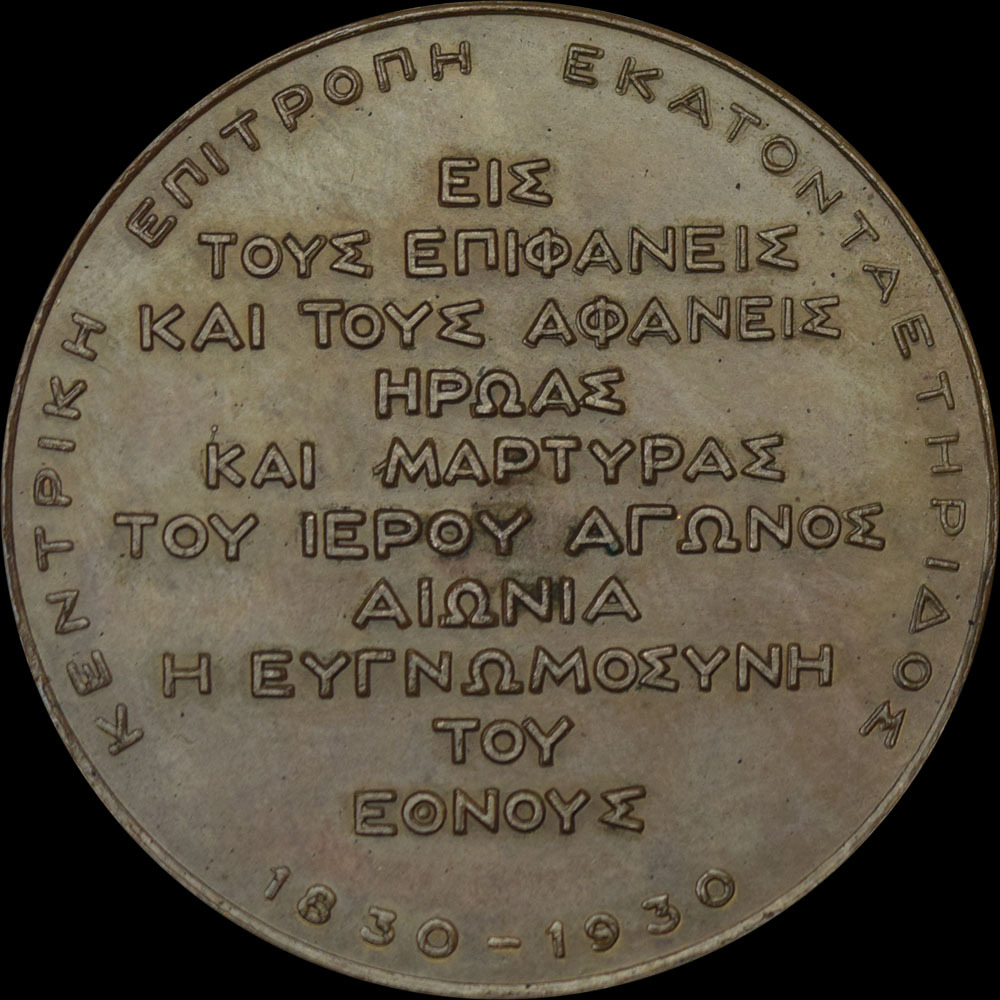 ΚΕΝΤΡΙΚΗ ΕΠΙΤΡΟΠΗ ΕΚΑΤΟΝΤΑΕΤΗΡΙΔΟΣ
ΕΙΣ
ΤΟΥΣ ΕΠΙΦΑΝΕΙΣ
ΚΑΙ ΤΟΥΣ ΑΦΑΝΕΙΣ
ΗΡΩΑΣ
ΚΑΙ ΜΑΡΤΥΡΑΣ
ΤΟΥ ΙΕΡΟΥ ΑΓΩΝΟΣ
ΑΙΩΝΙΑ
Η ΕΥΓΝΩΜΟΣΥΝΗ
ΤΟΥ
ΕΘΝΟΥΣ
1830-1930